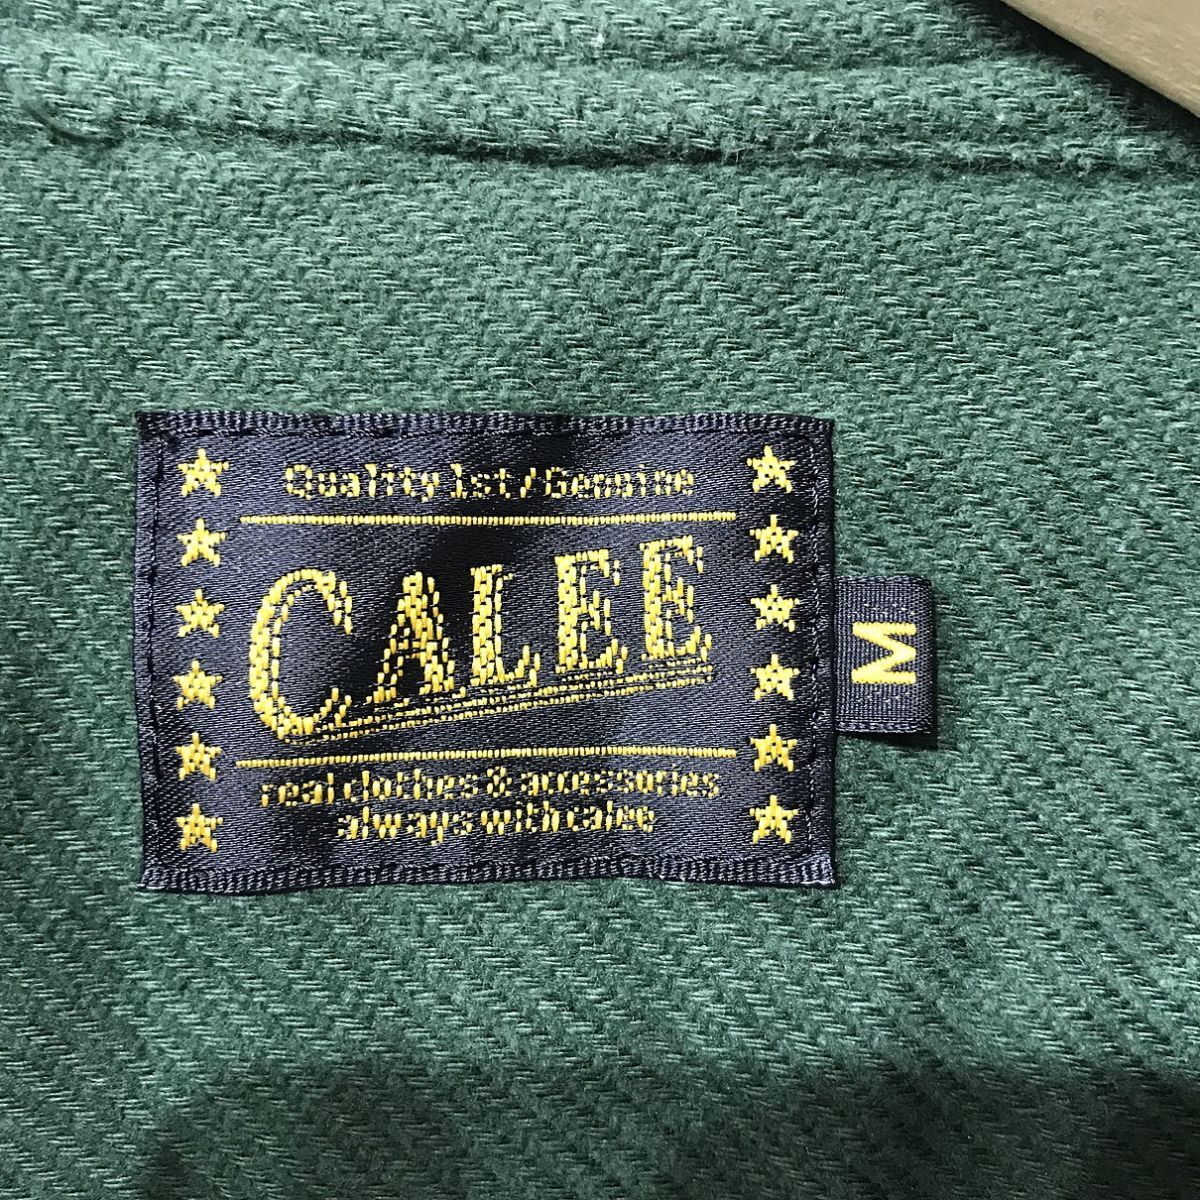 Quality 1st/Genuine
CALEE
M
real clothes & accessories
always with calee